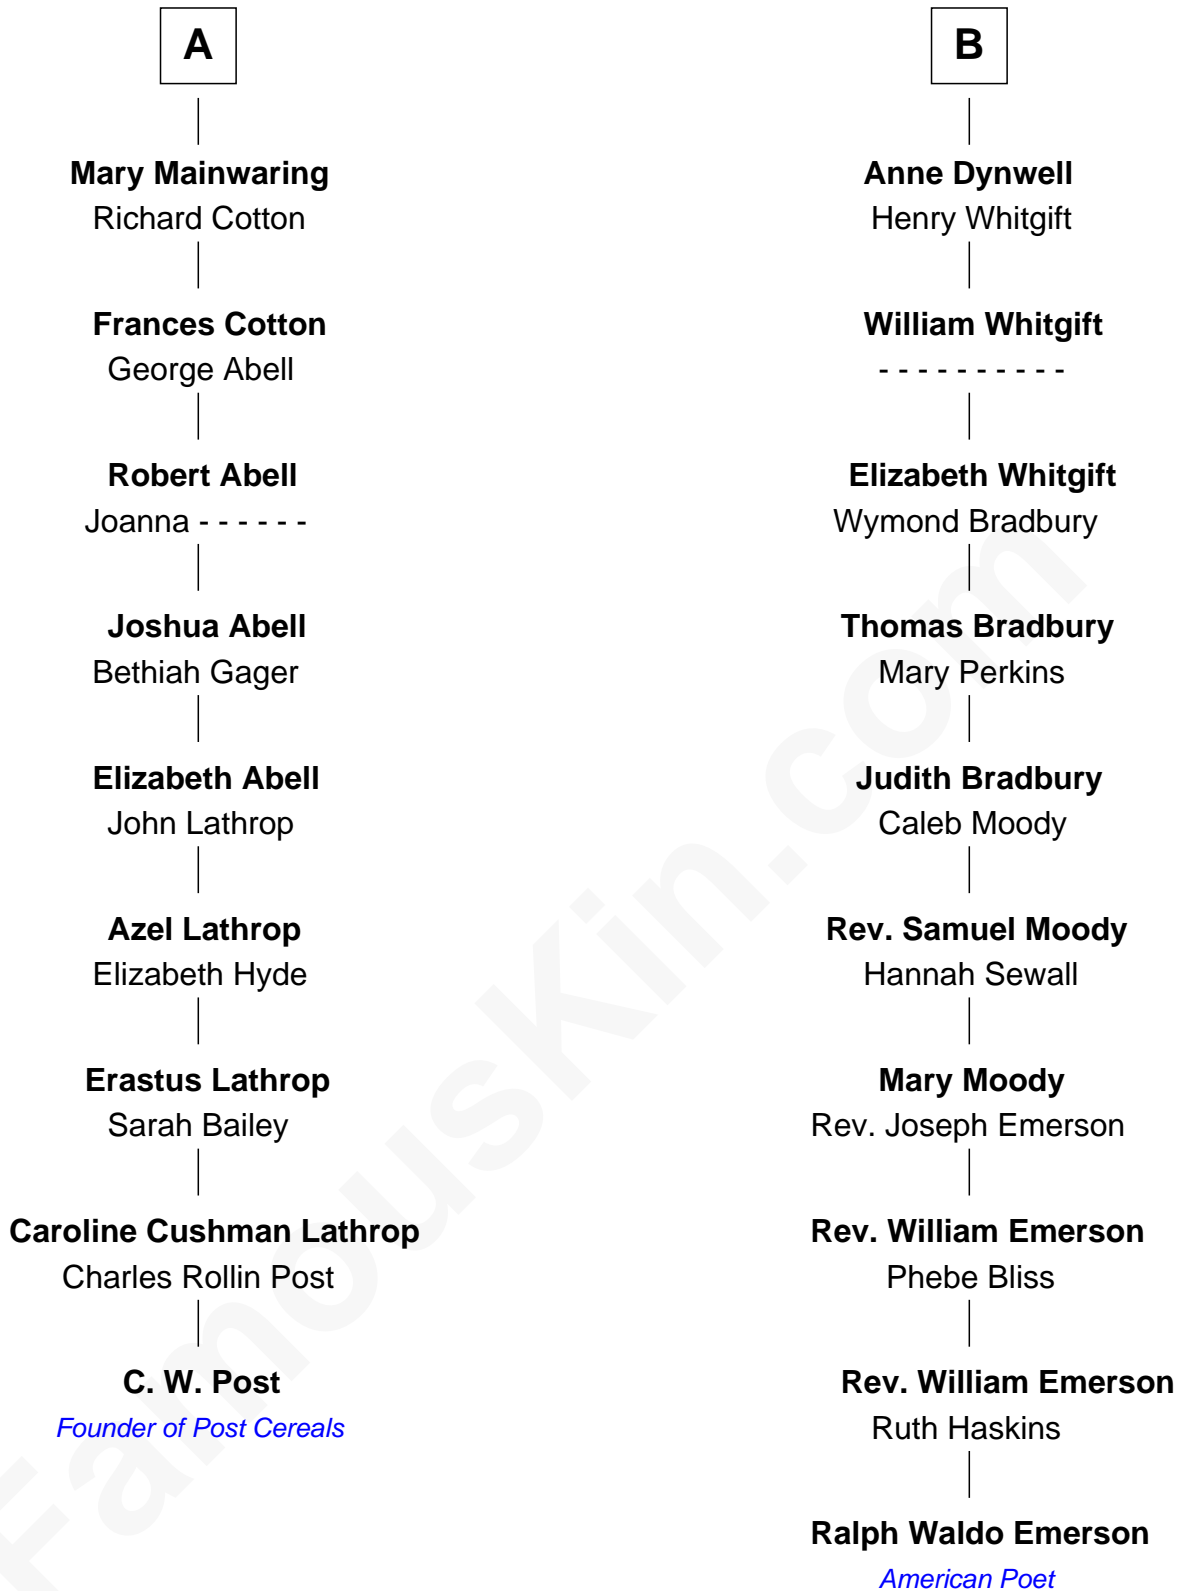 A
Mary Mainwaring
Richard Cotton
Frances Cotton
George Abell
Robert Abell
Joanna - - - - - -
Joshua Abell
Bethiah Gager
Elizabeth Abell
John Lathrop
Azel Lathrop
Elizabeth Hyde
Erastus Lathrop
Sarah Bailey
Caroline Cushman Lathrop
Charles Rollin Post
C. W. Post
Founder of Post Cereals
B
Anne Dynwell
Henry Whitgift
William Whitgift
- - - - - - - - - -
Elizabeth Whitgift
Wymond Bradbury
Thomas Bradbury
Mary Perkins
Judith Bradbury
Caleb Moody
Rev. Samuel Moody
Hannah Sewall
Mary Moody
Rev. Joseph Emerson
Rev. William Emerson
Phebe Bliss
Rev. William Emerson
Ruth Haskins
Ralph Waldo Emerson
American Poet
FamousKin.com